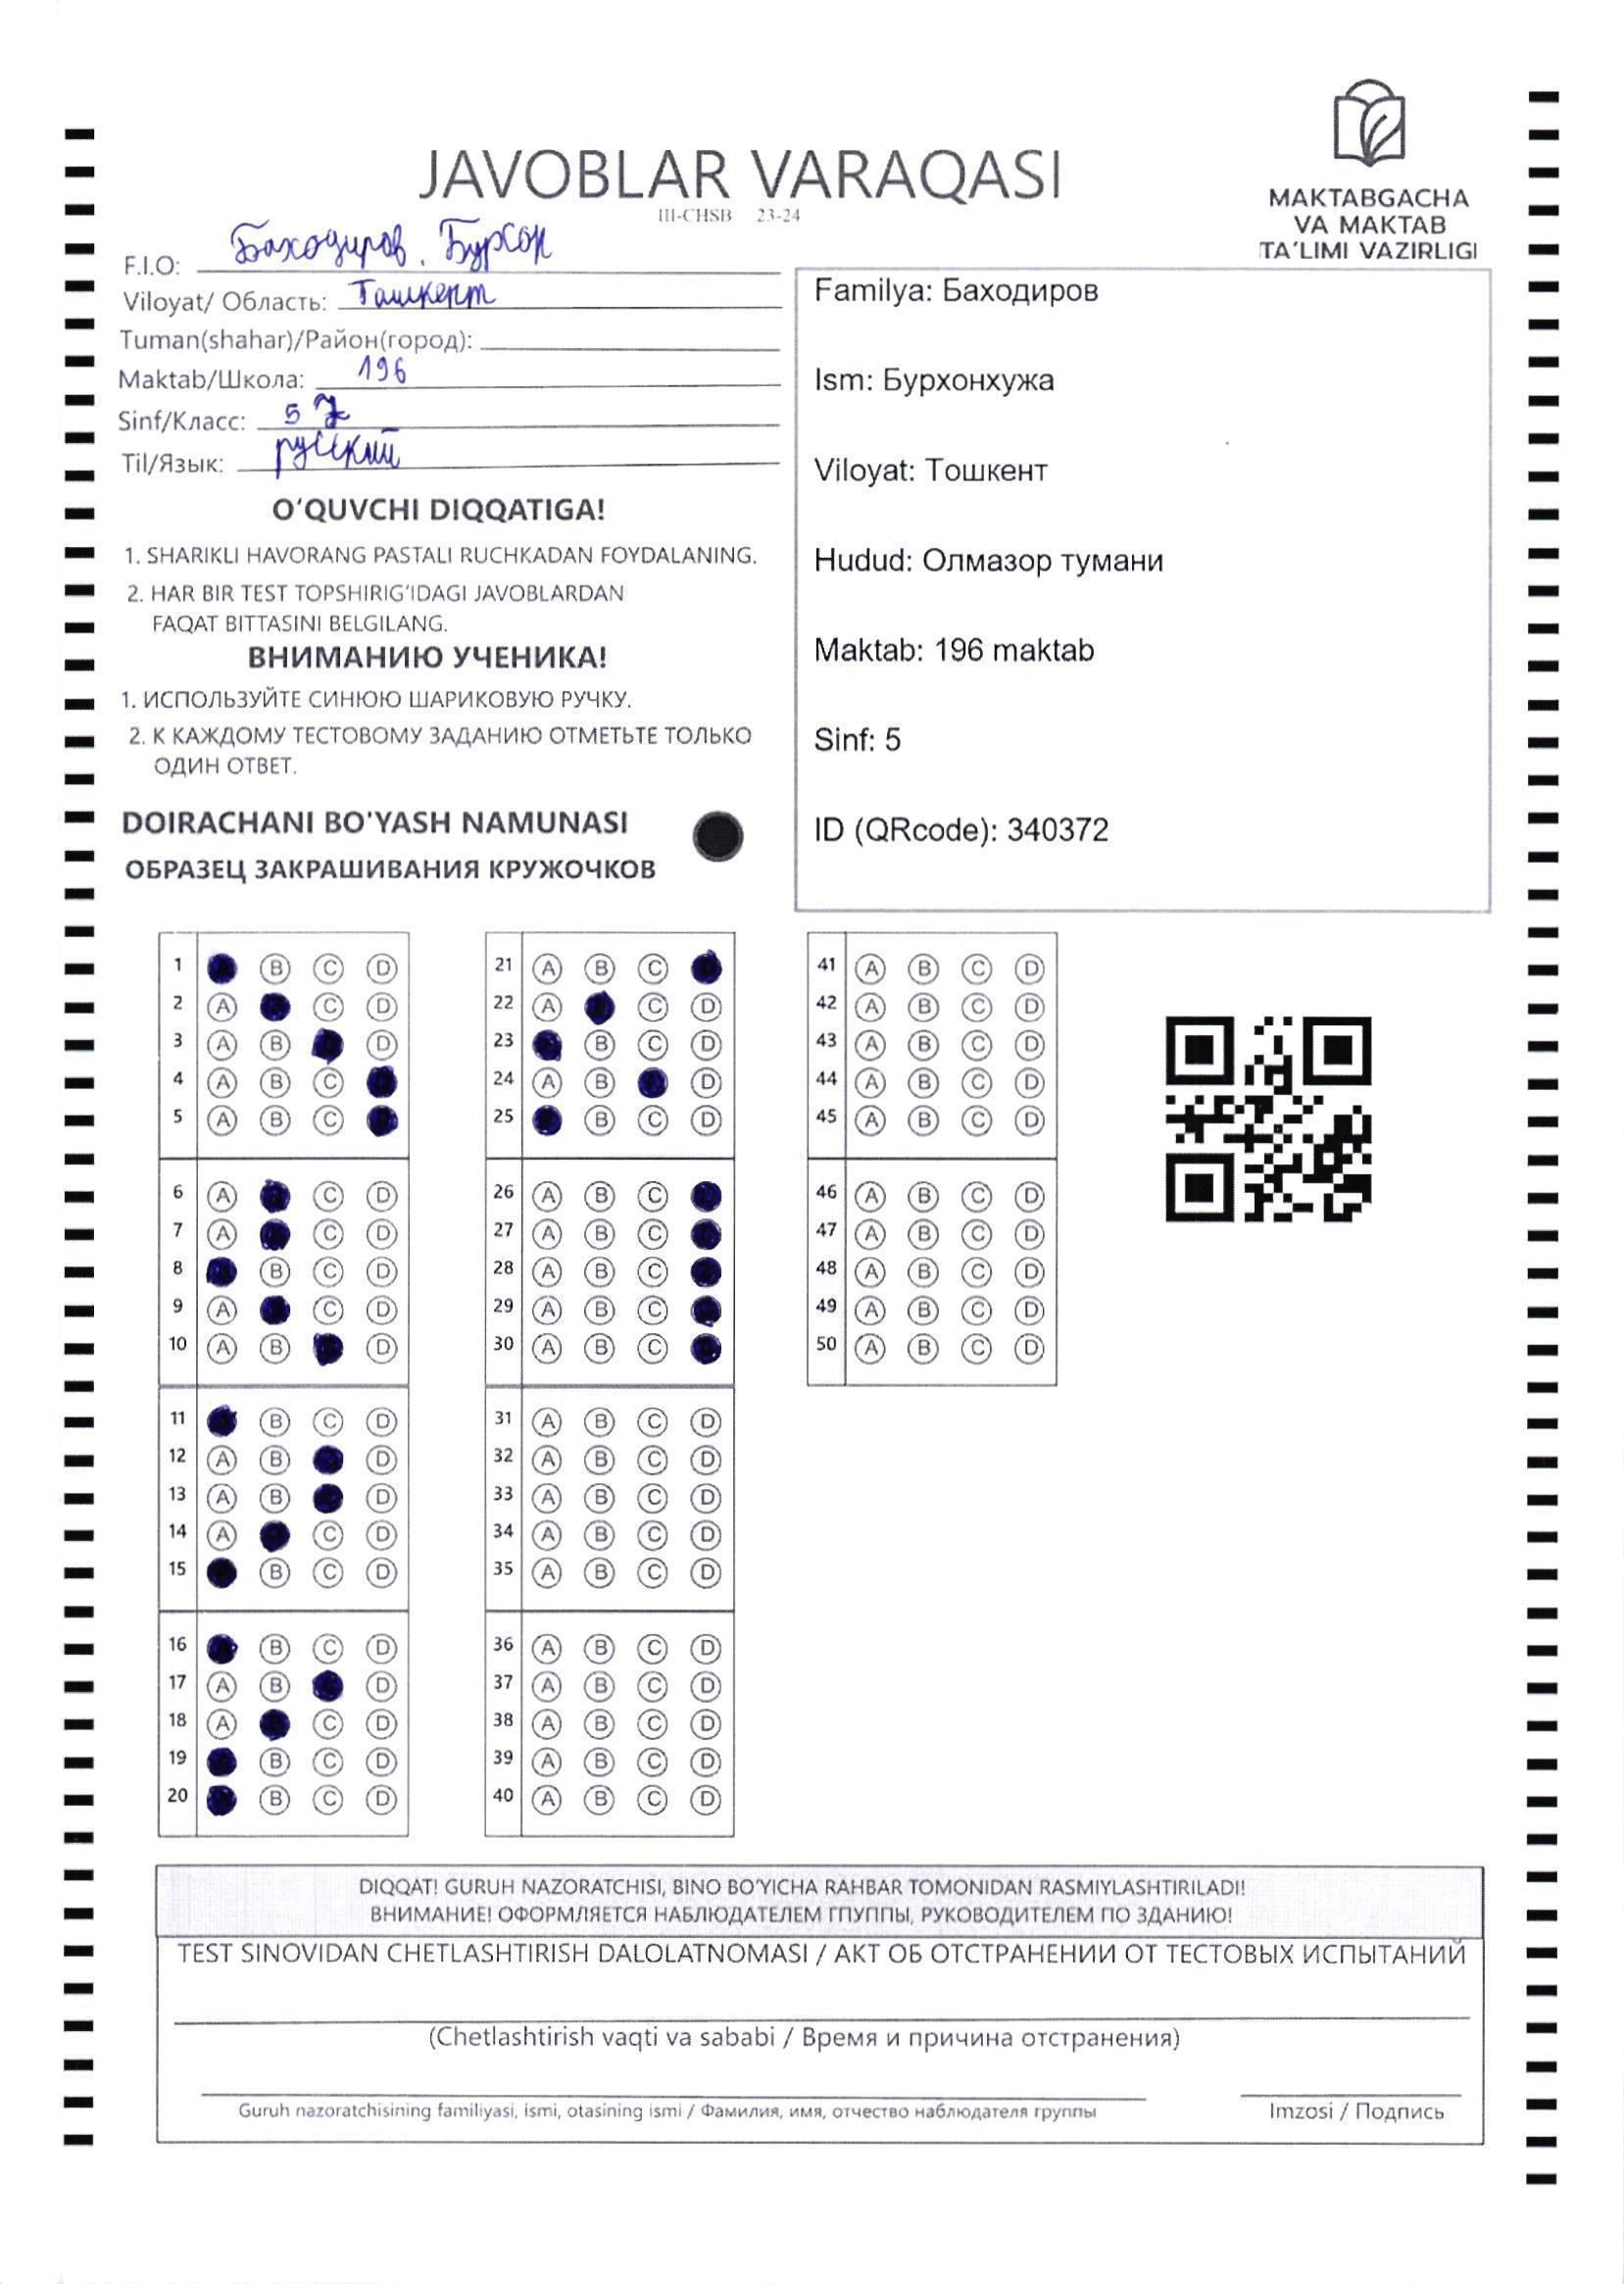 JAVOBLAR VARAQASI
III-CHSB 23-24
MAKTABGACHA
VA MAKTAB
TA'LIMI VAZIRLIGI
F.I.O: Баходиров. Бурхон
Viloyat/ Область: Ташкент
Tuman(shahar)/Район(город):
Maktab/Школа: 196
Sinf/Класс: 5
Til/Язык: русский
O'QUVCHI DIQQATIGA!
1. SHARIKLI HAVORANG PASTALI RUCHKADAN FOYDALANING.
2. HAR BIR TEST TOPSHIRIG'IDAGI JAVOBLARDAN
FAQAT BITTASINI BELGILANG.
ВНИМАНИЮ УЧЕНИКА!
1. ИСПОЛЬЗУЙТЕ СИНЮЮ ШАРИКОВУЮ РУЧКУ.
2. К КАЖДОМУ ТЕСТОВОМУ ЗАДАНИЮ ОТМЕТЬТЕ ТОЛЬКО
ОДИН ОТВЕТ.
DOIRACHANI BO'YASH NAMUNASI
ОБРАЗЕЦ ЗАКРАШИВАНИЯ КРУЖОЧКОВ
Familya: Баходиров
Ism: Бурхонхужа
Viloyat: Тошкент
Hudud: Олмазор тумани
Maktab: 196 maktab
Sinf: 5
ID (QRcode): 340372
1 B C D
2 A C D
3 A B D
4 A B C
5 A B C
6 A C D
7 A C D
8 B C D
9 A C D
10 A B D
11 B C D
12 A B D
13 A B D
14 A C D
15 B C D
16 B C D
17 A B D
18 A C D
19 B C D
20 B C D
21 A B C
22 A C D
23 B C D
24 A B D
25 B C D
26 A B C
27 A B C
28 A B C
29 A B C
30 A B C
31 A B C D
32 A B C D
33 A B C D
34 A B C D
35 A B C D
36 A B C D
37 A B C D
38 A B C D
39 A B C D
40 A B C D
41 A B C D
42 A B C D
43 A B C D
44 A B C D
45 A B C D
46 A B C D
47 A B C D
48 A B C D
49 A B C D
50 A B C D
DIQQAT! GURUH NAZORATCHISI, BINO BO'YICHA RAHBAR TOMONIDAN RASMIYLASHTIRILADI!
ВНИМАНИЕ! ОФОРМЛЯЕТСЯ НАБЛЮДАТЕЛЕМ ГПУППЫ, РУКОВОДИТЕЛЕМ ПО ЗДАНИЮ!
TEST SINOVIDAN CHETLASHTIRISH DALOLATNOMASI / АКТ ОБ ОТСТРАНЕНИИ ОТ ТЕСТОВЫХ ИСПЫТАНИЙ
(Chetlashtirish vaqti va sababi / Время и причина отстранения)
Guruh nazoratchisining familiyasi, ismi, otasining ismi / Фамилия, имя, отчество наблюдателя группы
Imzosi / Подпись